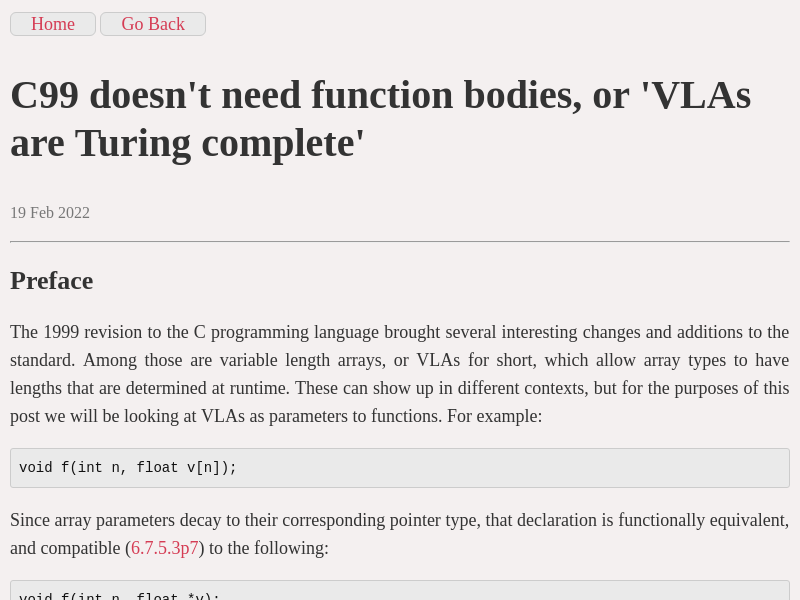 Home Go Back
C99 doesn't need function bodies, or 'VLAs
are Turing complete'
19 Feb 2022
Preface
The 1999 revision to the C programming language brought several interesting changes and additions to the
standard. Among those are variable length arrays, or VLAs for short, which allow array types to have
lengths that are determined at runtime. These can show up in different contexts, but for the purposes of this
post we will be looking at VLAs as parameters to functions. For example:
void f(int n, float v[n]);
Since array parameters decay to their corresponding pointer type, that declaration is functionally equivalent,
and compatible (6.7.5.3p7) to the following:
void f(int n, float *v);